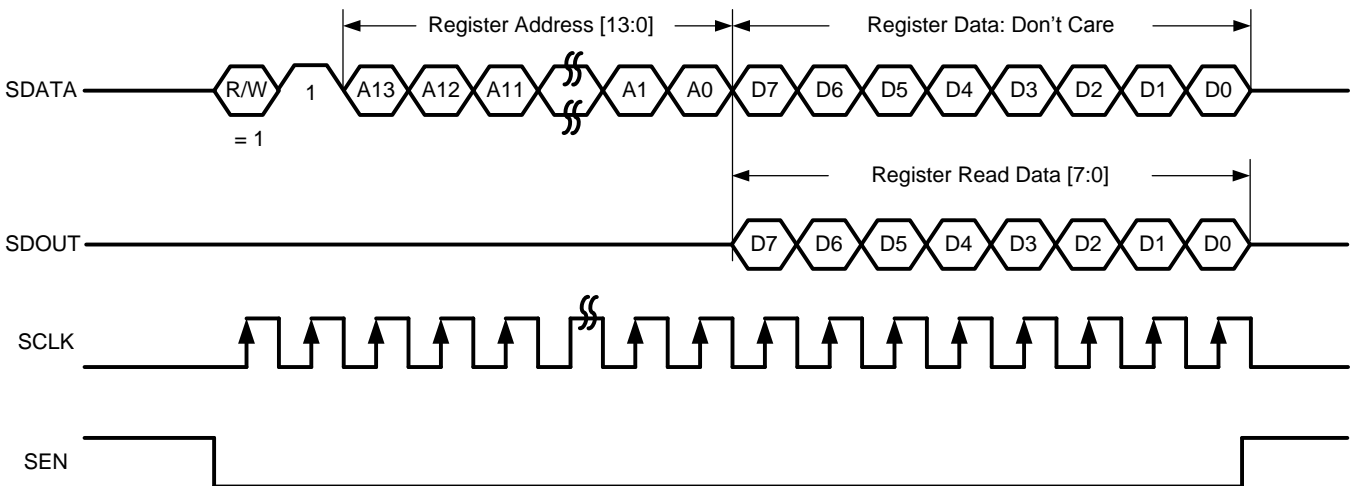 Register Address [13:0] Register Data: Don't Care
SDATA R/W 1 A13 A12 A11 A1 A0 D7 D6 D5 D4 D3 D2 D1 D0
= 1
Register Read Data [7:0]
SDOUT D7 D6 D5 D4 D3 D2 D1 D0
SCLK
SEN